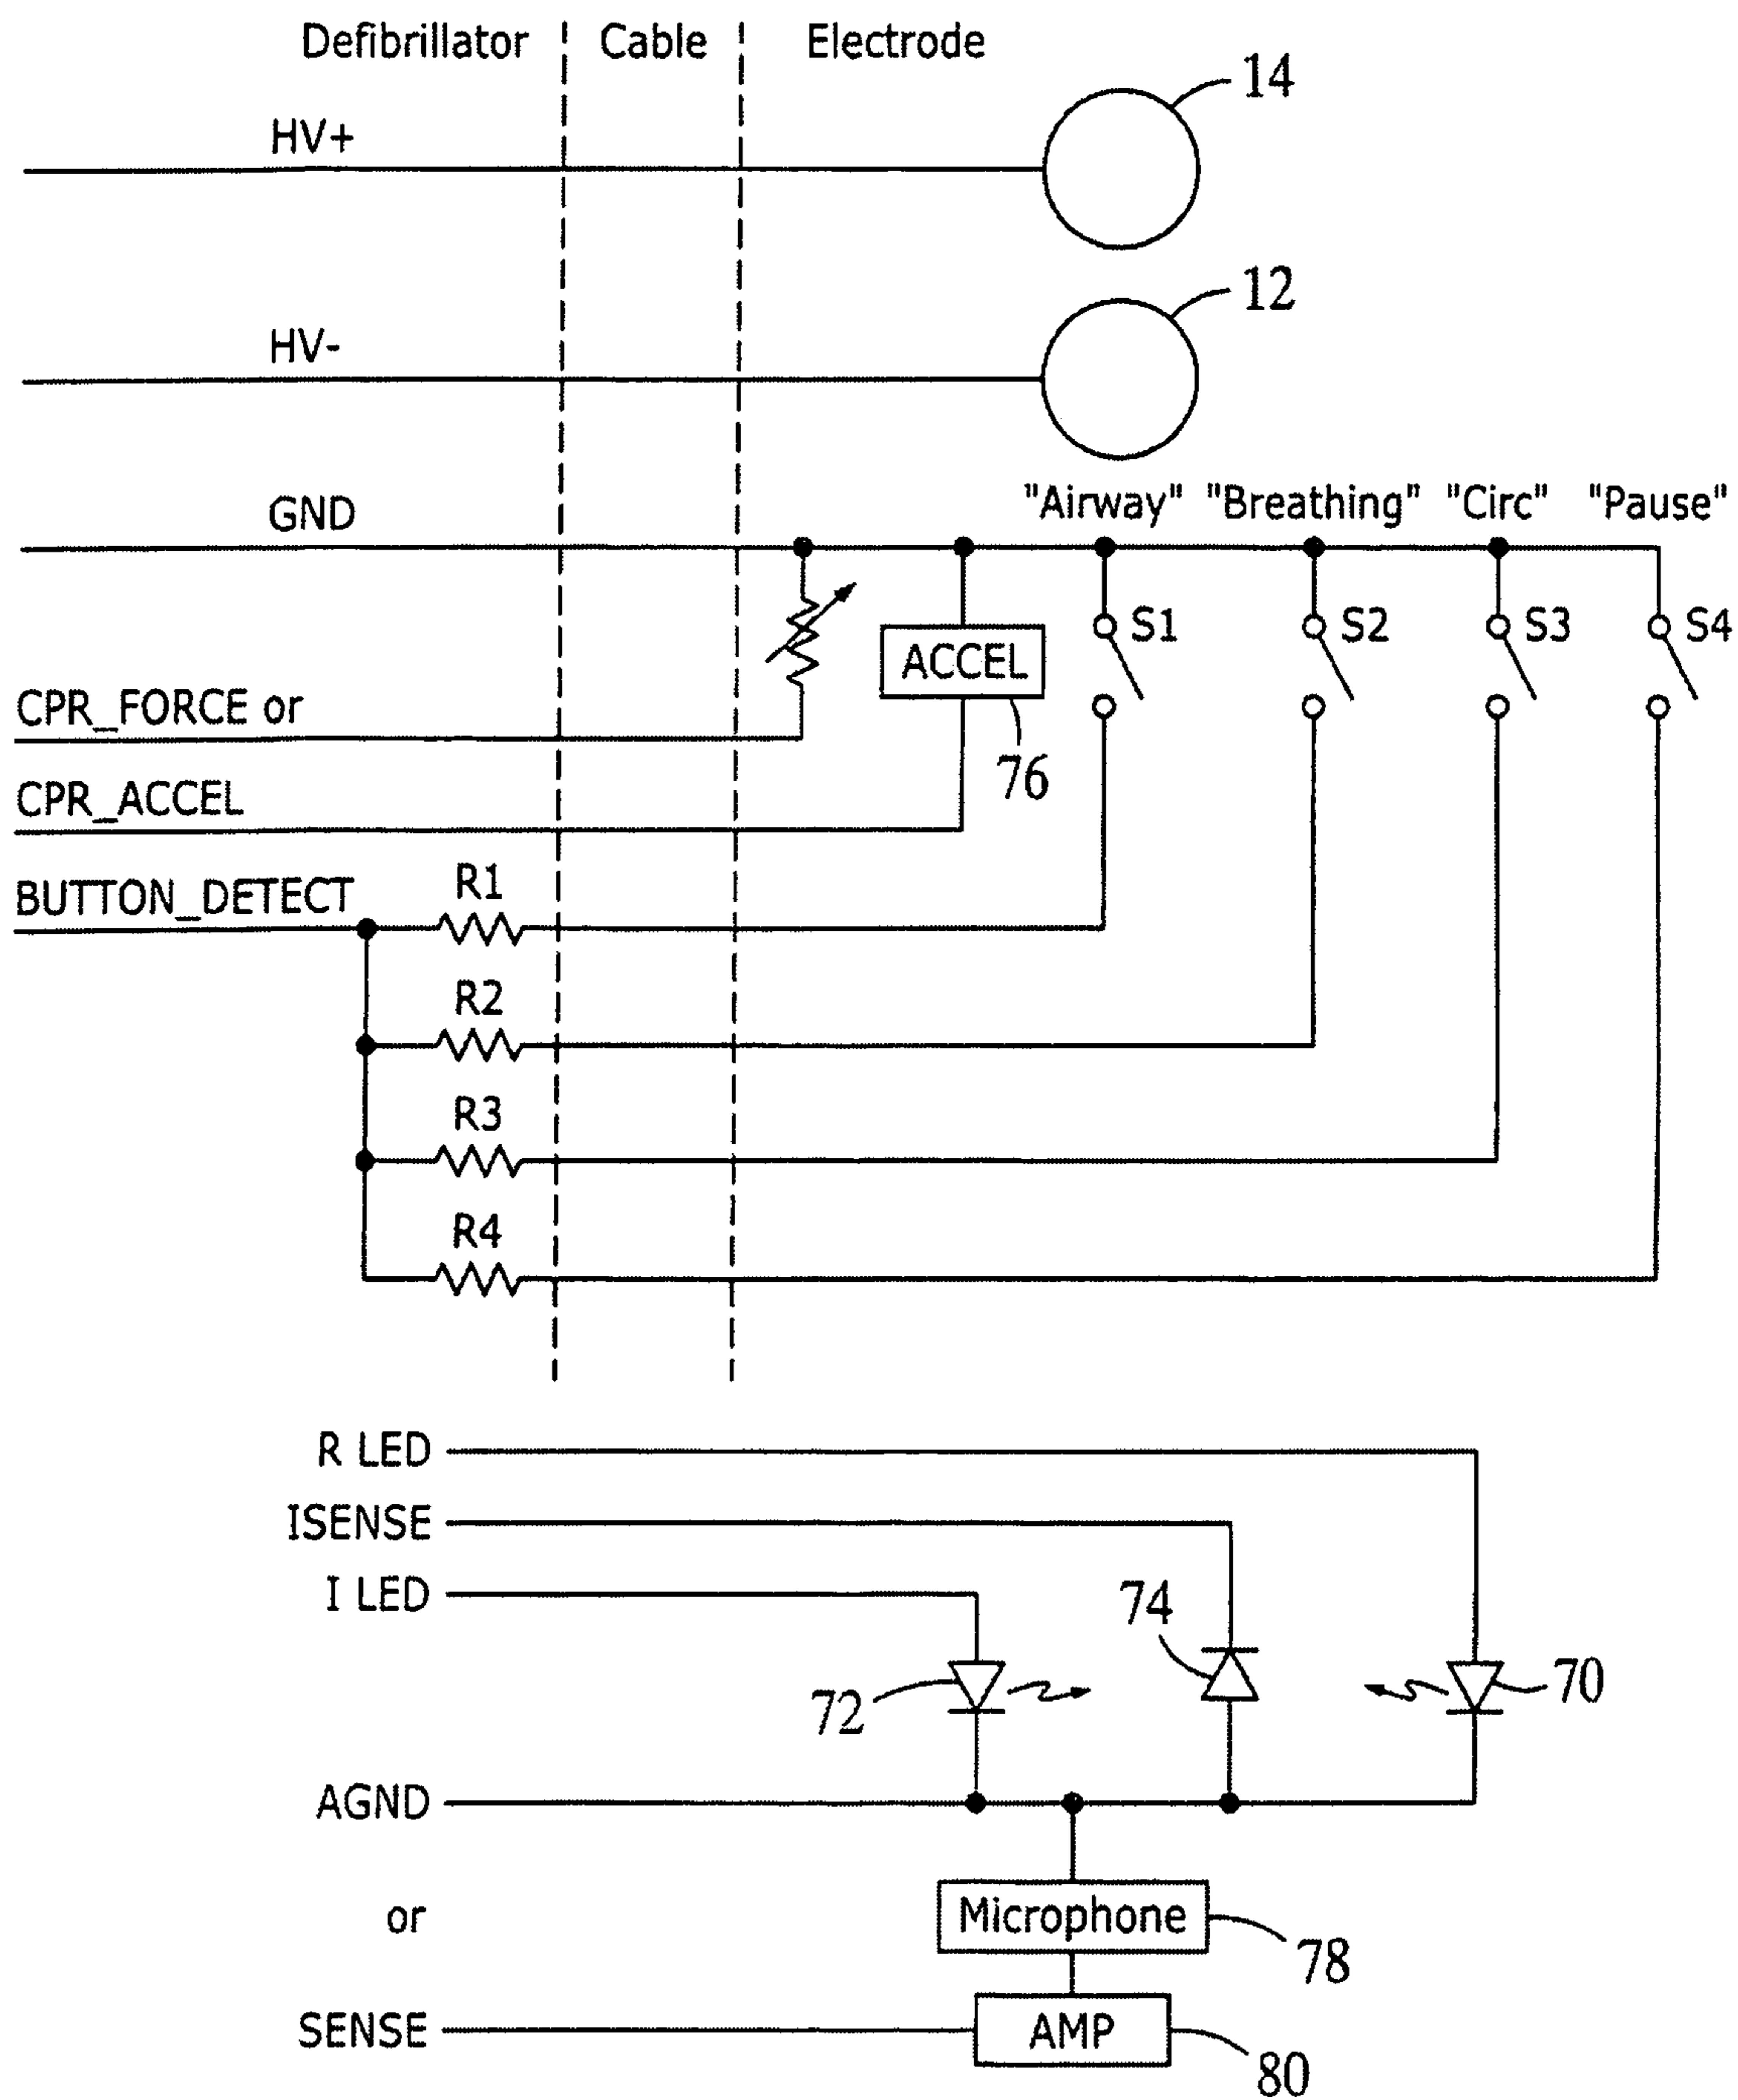 Defibrillator Cable Electrode
14
HV+
12
HV-
GND
"Airway" "Breathing" "Circ" "Pause"
S1 S2 S3 S4
ACCEL
CPR_FORCE or
76
CPR_ACCEL
BUTTON_DETECT
R1
R2
R3
R4
R LED
ISENSE
I LED
74
72
70
AGND
or
Microphone
78
SENSE
AMP
80